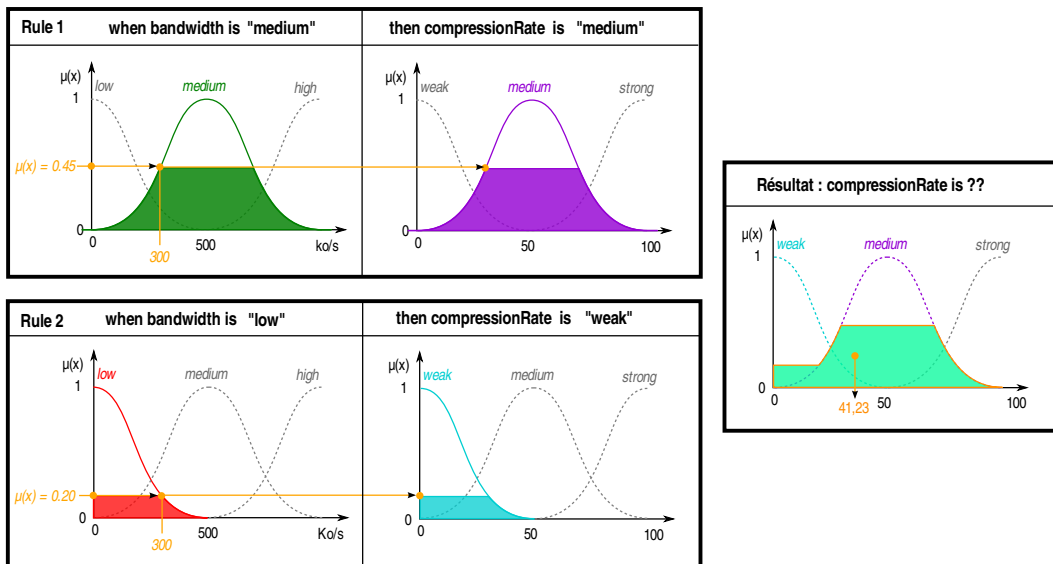 Rule 1
when bandwidth is "medium"
then compressionRate is "medium"
μ(x)
low
medium
high
1
μ(x) = 0.45
0
0
300
500
ko/s
μ(x)
weak
medium
strong
1
0
0
50
100
Rule 2
when bandwidth is "low"
then compressionRate is "weak"
μ(x)
low
medium
high
1
μ(x) = 0.20
0
0
300
500
Ko/s
μ(x)
weak
medium
strong
1
0
0
50
100
Résultat : compressionRate is ??
μ(x)
weak
medium
strong
1
0
0
41,23
50
100